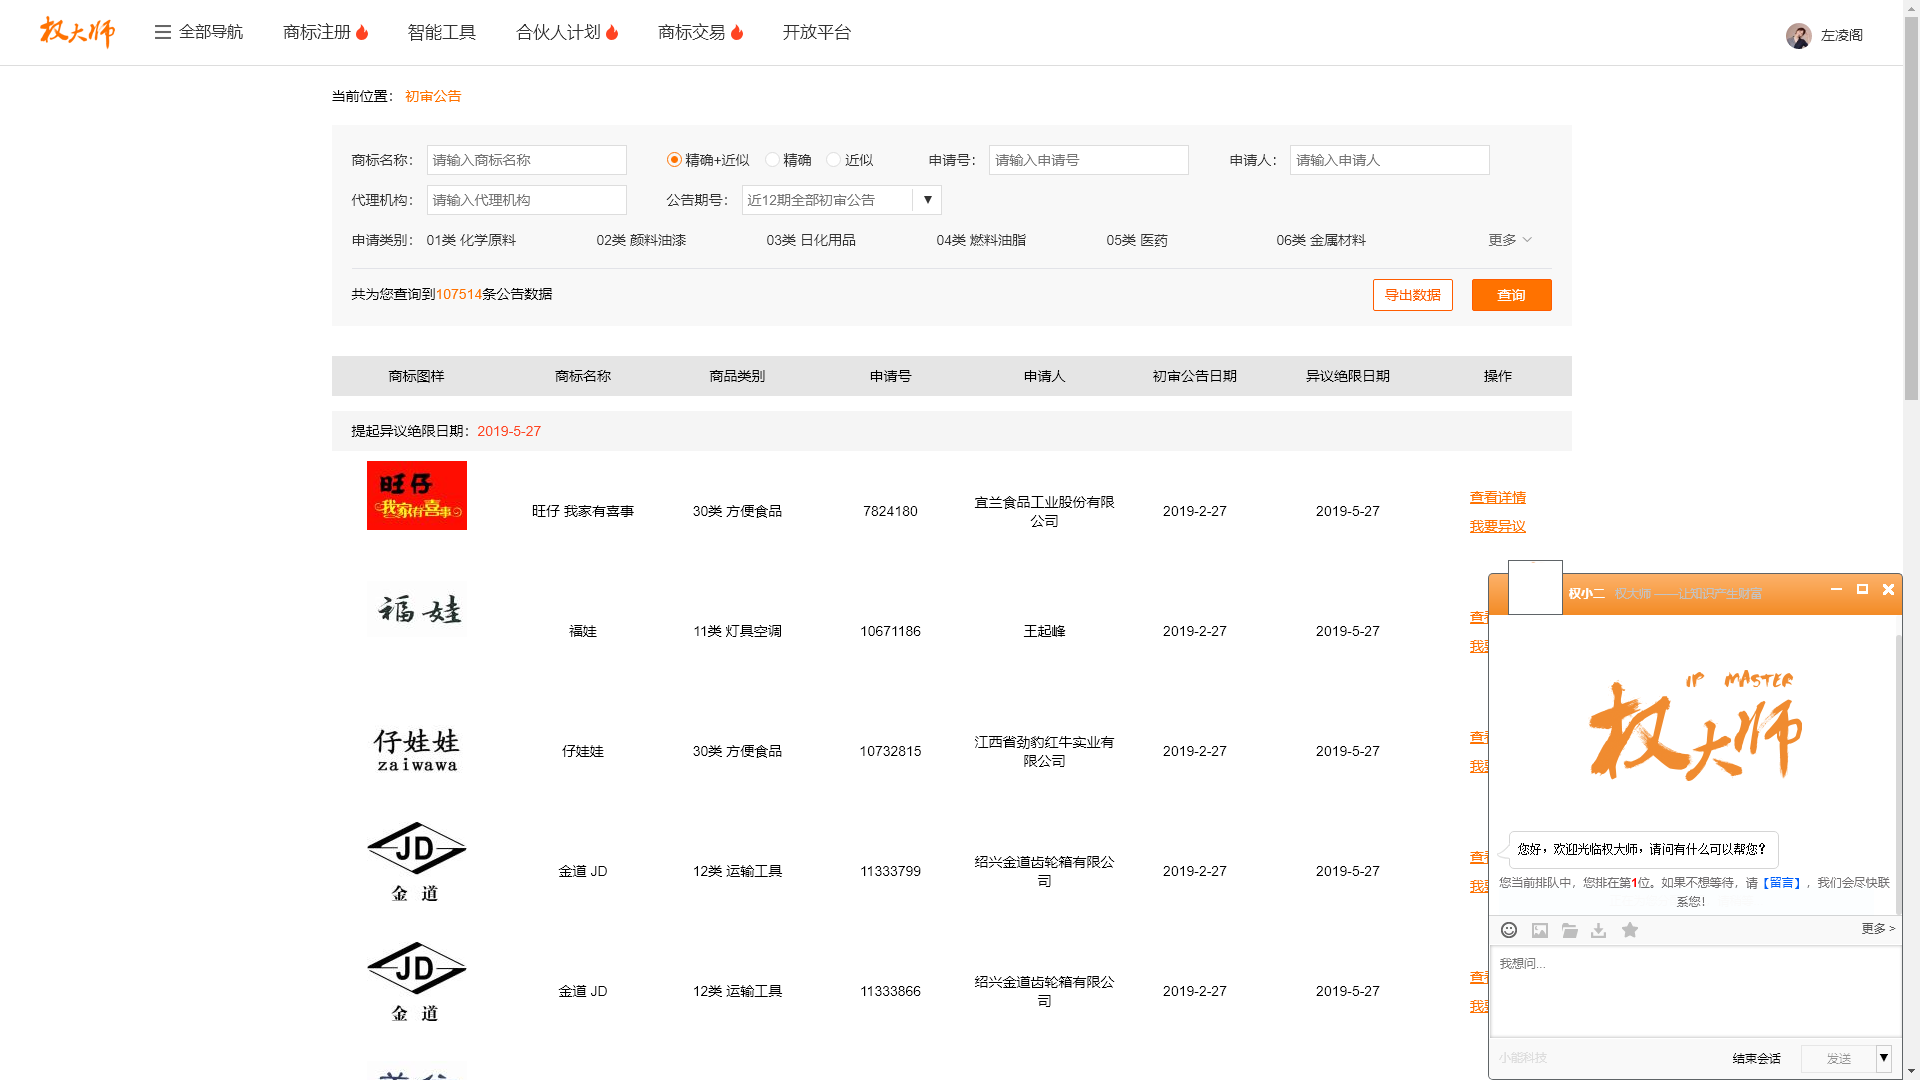 权大师
全部导航
商标注册
智能工具
合伙人计划
商标交易
开放平台
左凌阁
当前位置： 初审公告
商标名称： 请输入商标名称
精确+近似 精确 近似
申请号： 请输入申请号
申请人： 请输入申请人
代理机构： 请输入代理机构
公告期号： 近12期全部初审公告
申请类别： 01类 化学原料 02类 颜料油漆 03类 日化用品 04类 燃料油脂 05类 医药 06类 金属材料 更多
共为您查询到107514条公告数据
导出数据 查询
商标图样 商标名称 商品类别 申请号 申请人 初审公告日期 异议绝限日期 操作
提起异议绝限日期：2019-5-27
旺仔
我家有喜事
旺仔 我家有喜事 30类 方便食品 7824180 宜兰食品工业股份有限
公司
2019-2-27 2019-5-27
查看详情
我要异议
福娃
福娃 11类 灯具空调 10671186 王起峰 2019-2-27 2019-5-27
查
我
仔娃娃
zaiwawa
仔娃娃 30类 方便食品 10732815 江西省劲豹红牛实业有
限公司
2019-2-27 2019-5-27
查
我
JD
金道
金道 JD 12类 运输工具 11333799 绍兴金道齿轮箱有限公
司
2019-2-27 2019-5-27
查
我
JD
金道
金道 JD 12类 运输工具 11333866 绍兴金道齿轮箱有限公
司
2019-2-27 2019-5-27
查
我
权小二 权大师 ——让知识产生财富
IP MASTER
权大师
您好，欢迎光临权大师，请问有什么可以帮您？
您当前排队中，您排在第1位。如果不想等待，请【留言】，我们会尽快联
系您！
更多 >
我想问...
小能科技
结束会话
发送